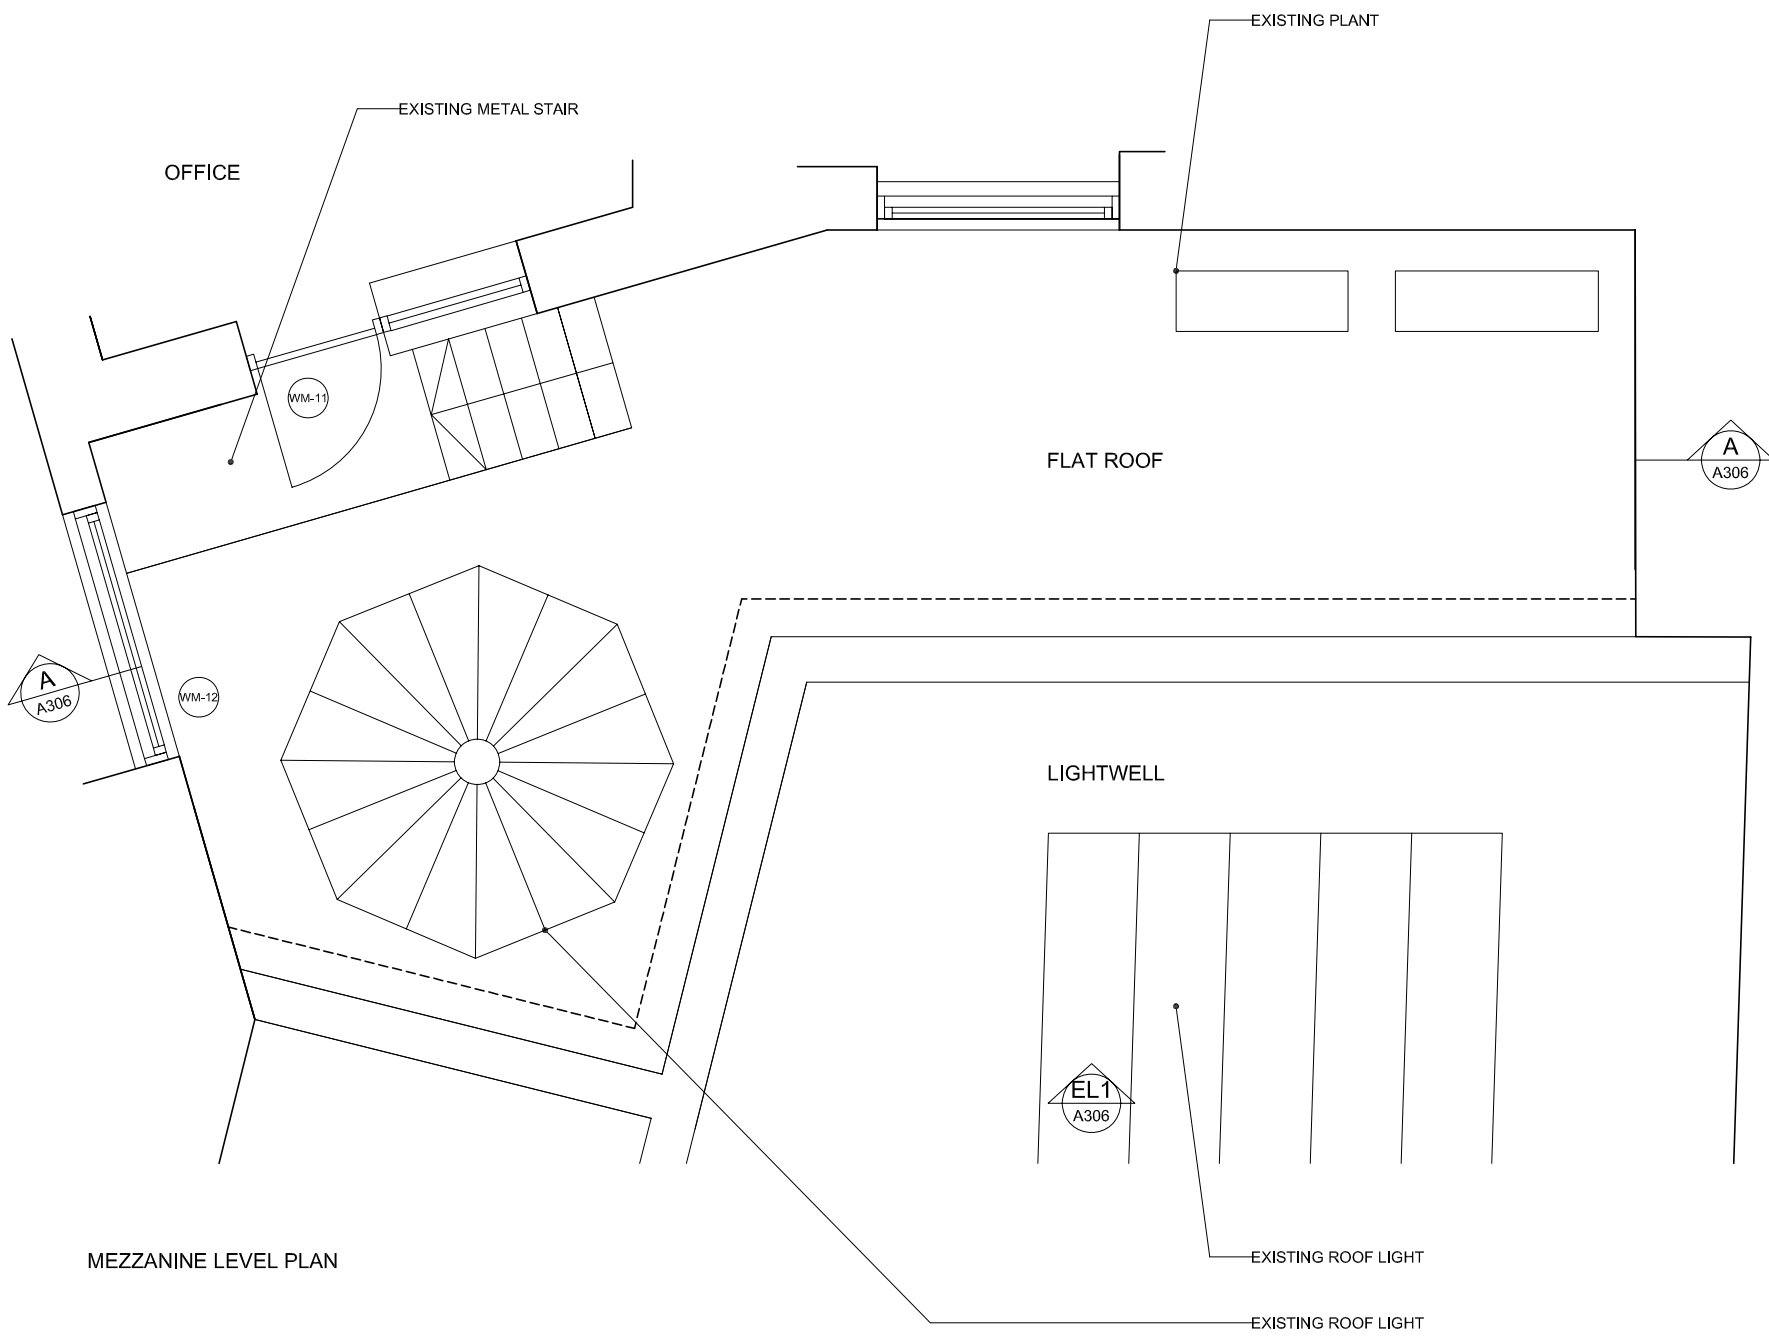 EXISTING PLANT
EXISTING METAL STAIR
OFFICE
WM-11
FLAT ROOF
A
A306
A
A306
WM-12
LIGHTWELL
EL1
A306
MEZZANINE LEVEL PLAN
EXISTING ROOF LIGHT
EXISTING ROOF LIGHT